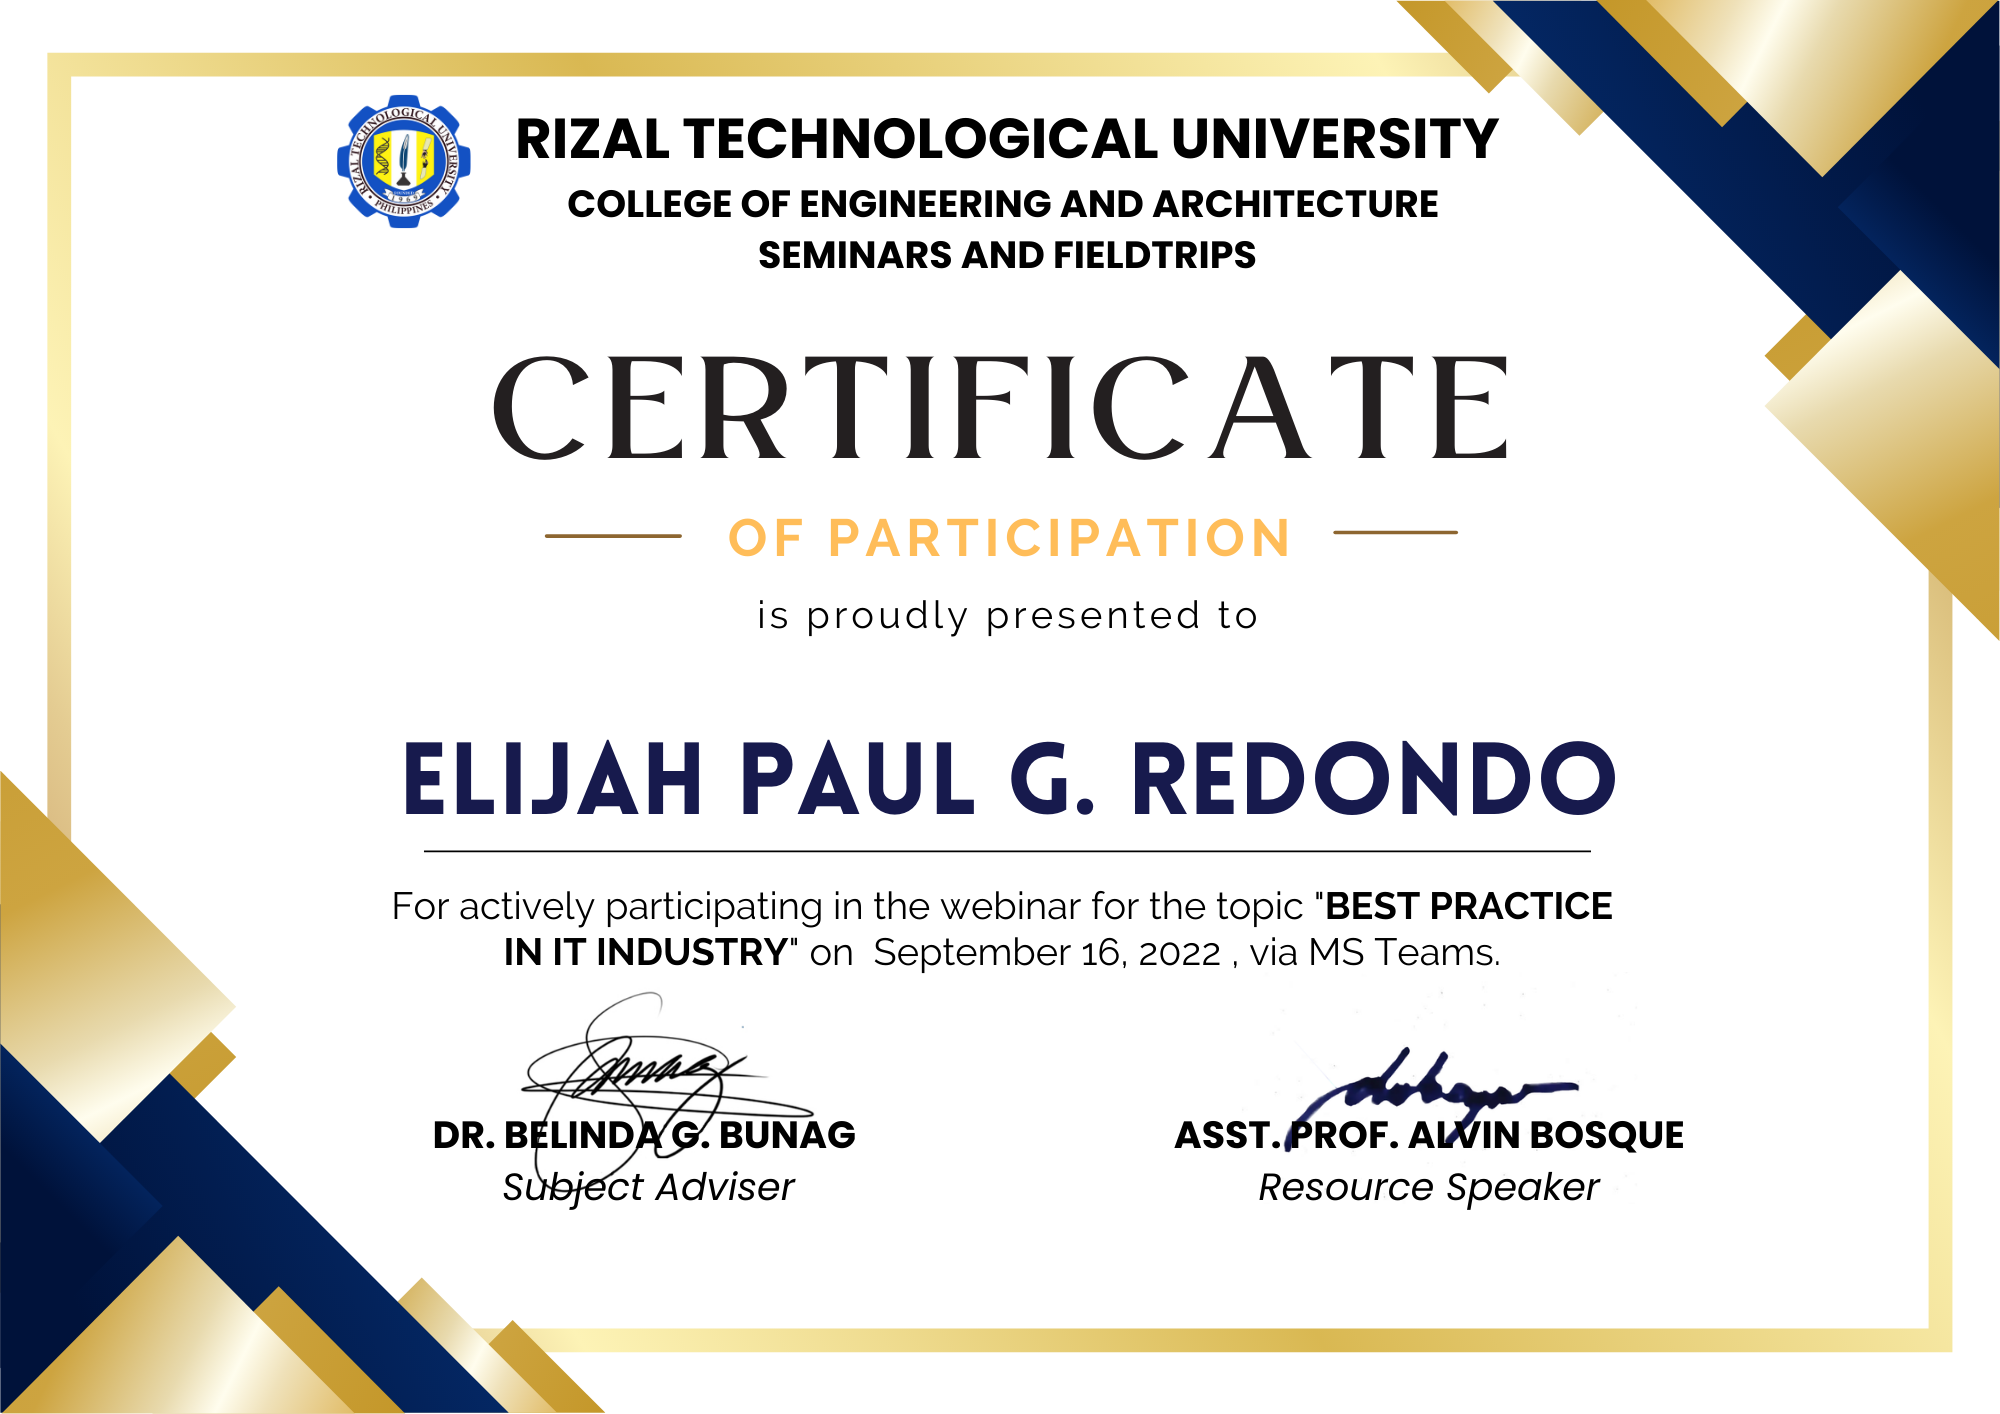 RIZAL TECHNOLOGICAL UNIVERSITY
PHILIPPINES
1969
RIZAL TECHNOLOGICAL UNIVERSITY
COLLEGE OF ENGINEERING AND ARCHITECTURE
SEMINARS AND FIELDTRIPS
CERTIFICATE
OF PARTICIPATION
is proudly presented to
ELIJAH PAUL G. REDONDO
For actively participating in the webinar for the topic "BEST PRACTICE
IN IT INDUSTRY" on  September 16, 2022 , via MS Teams.
DR. BELINDA G. BUNAG
ASST. PROF. ALVIN BOSQUE
Subject Adviser
Resource Speaker